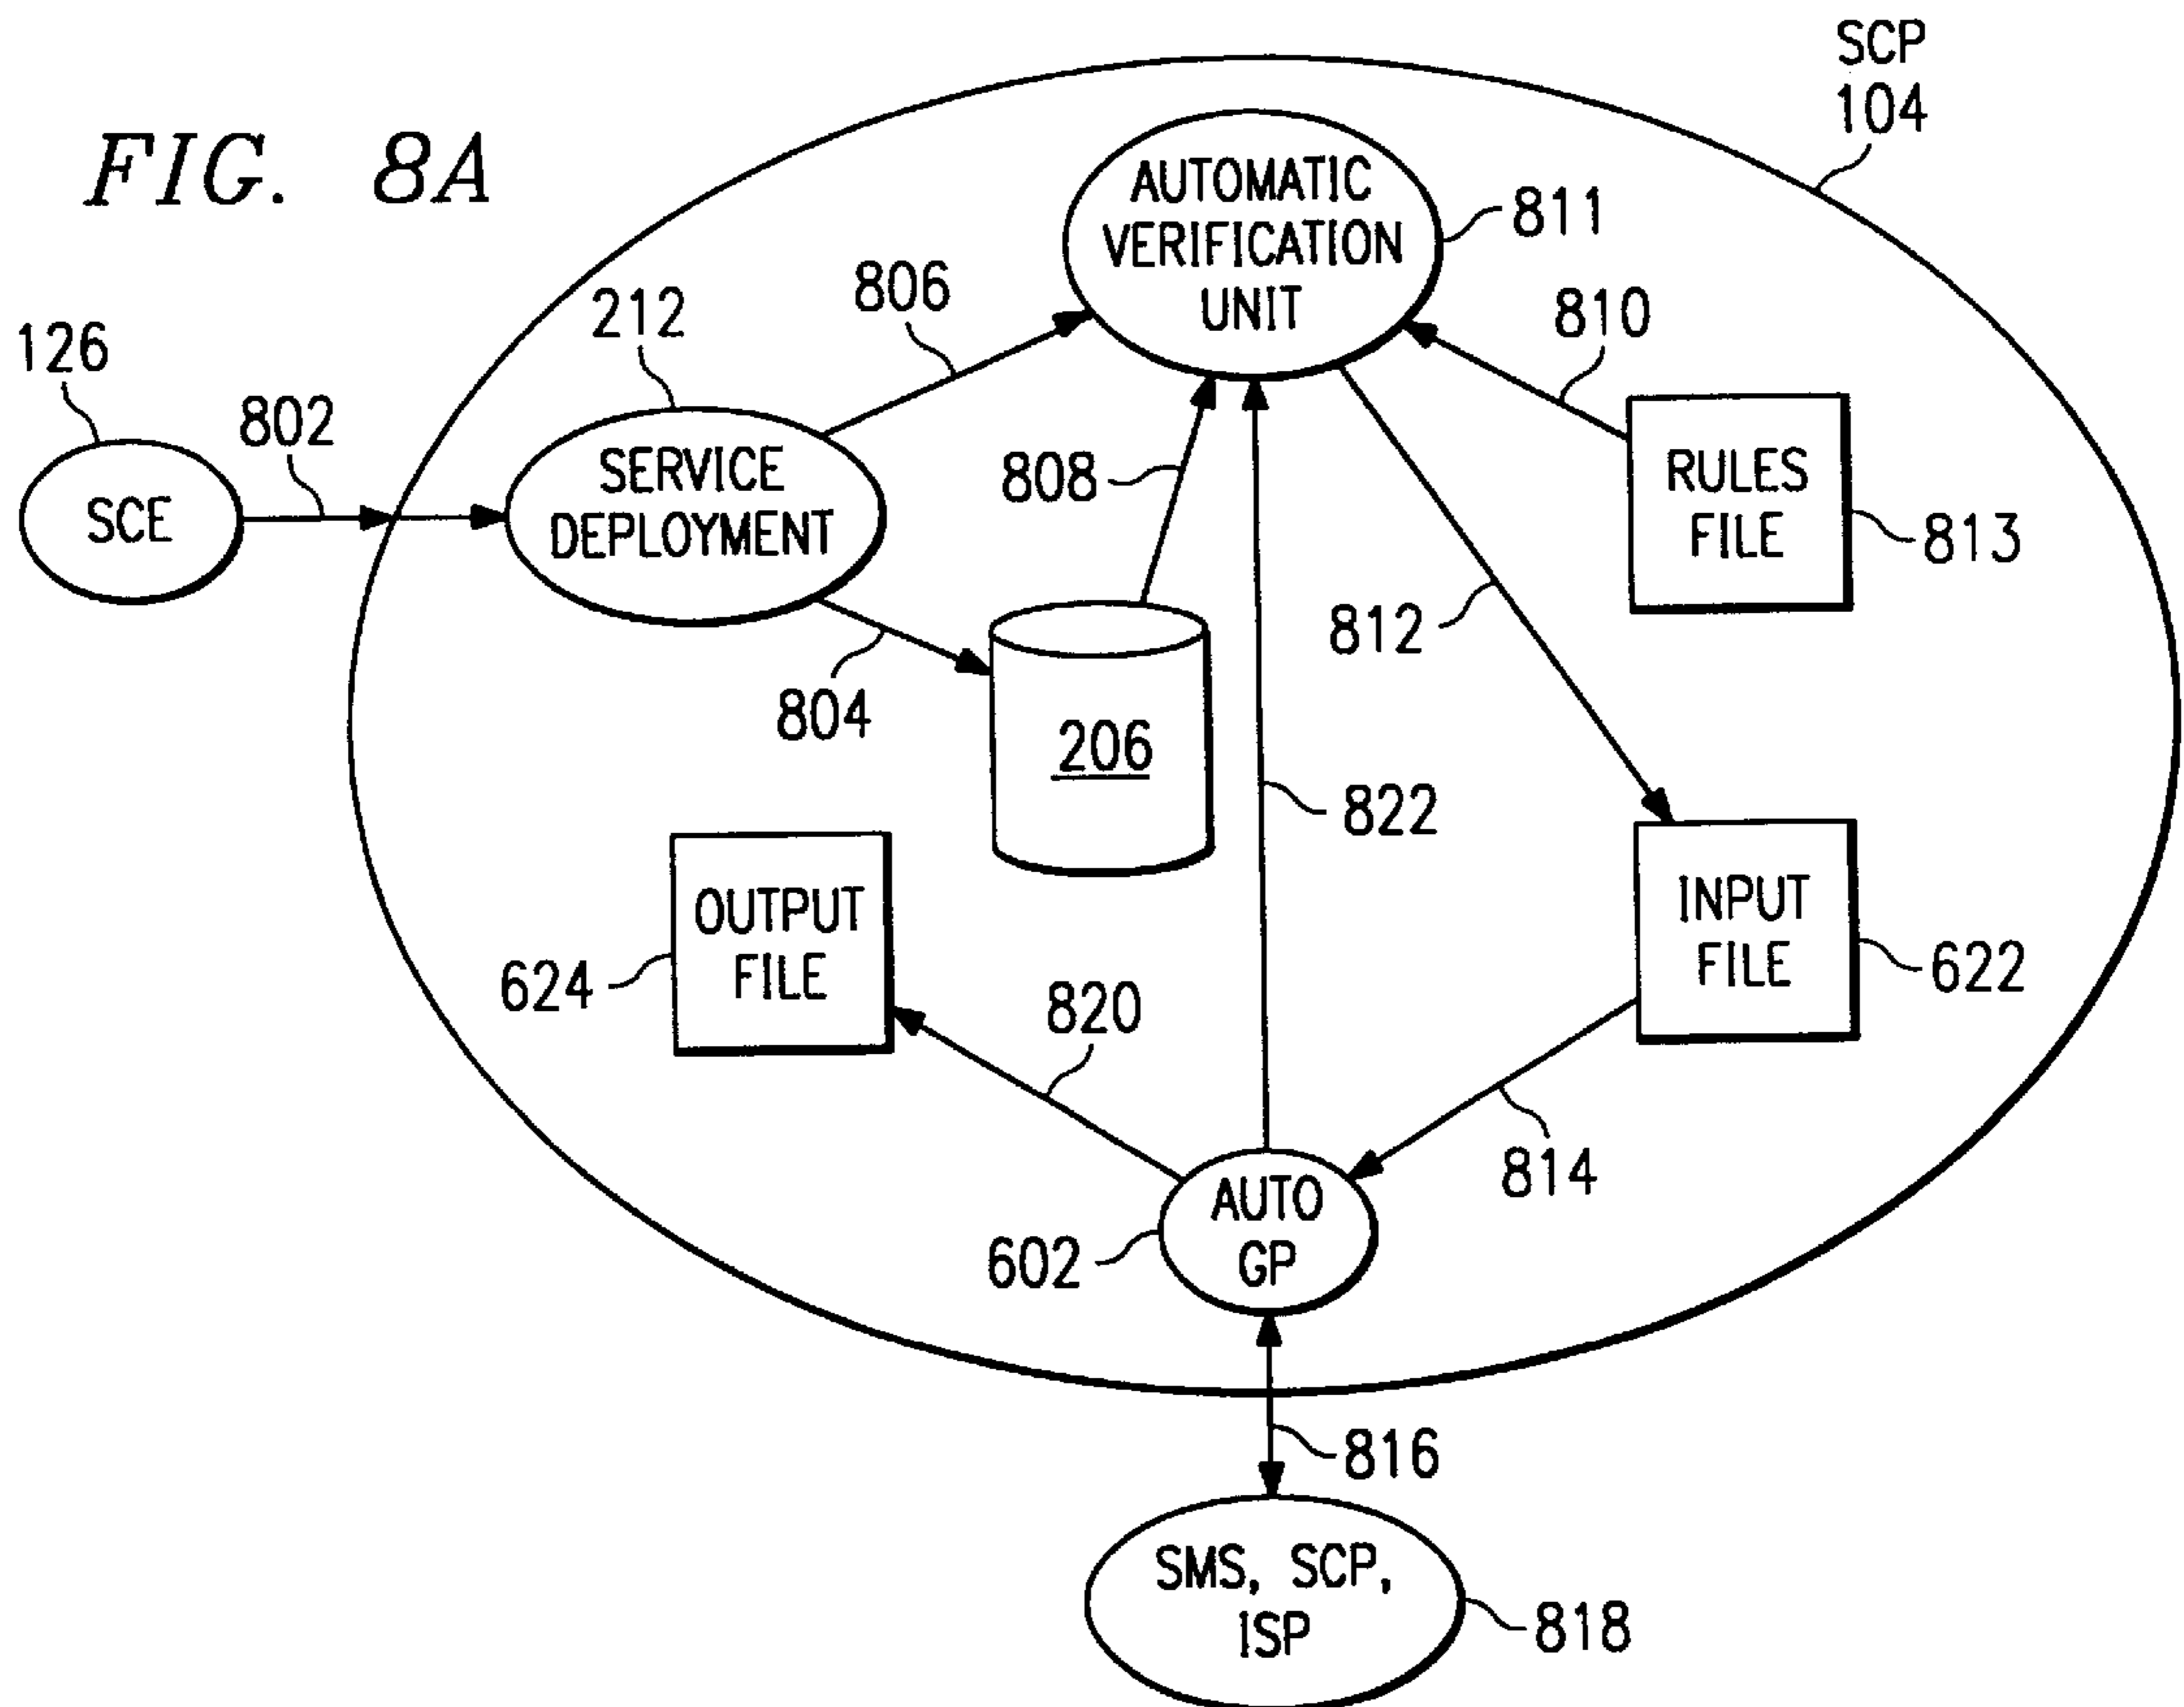 SCP
104
FIG. 8A
AUTOMATIC
VERIFICATION
UNIT
811
806
212
810
126
802
SERVICE
DEPLOYMENT
SCE
808
RULES
FILE
813
812
804
206
822
OUTPUT
FILE
624
INPUT
FILE
622
820
814
AUTO
GP
602
816
SMS, SCP,
ISP
818